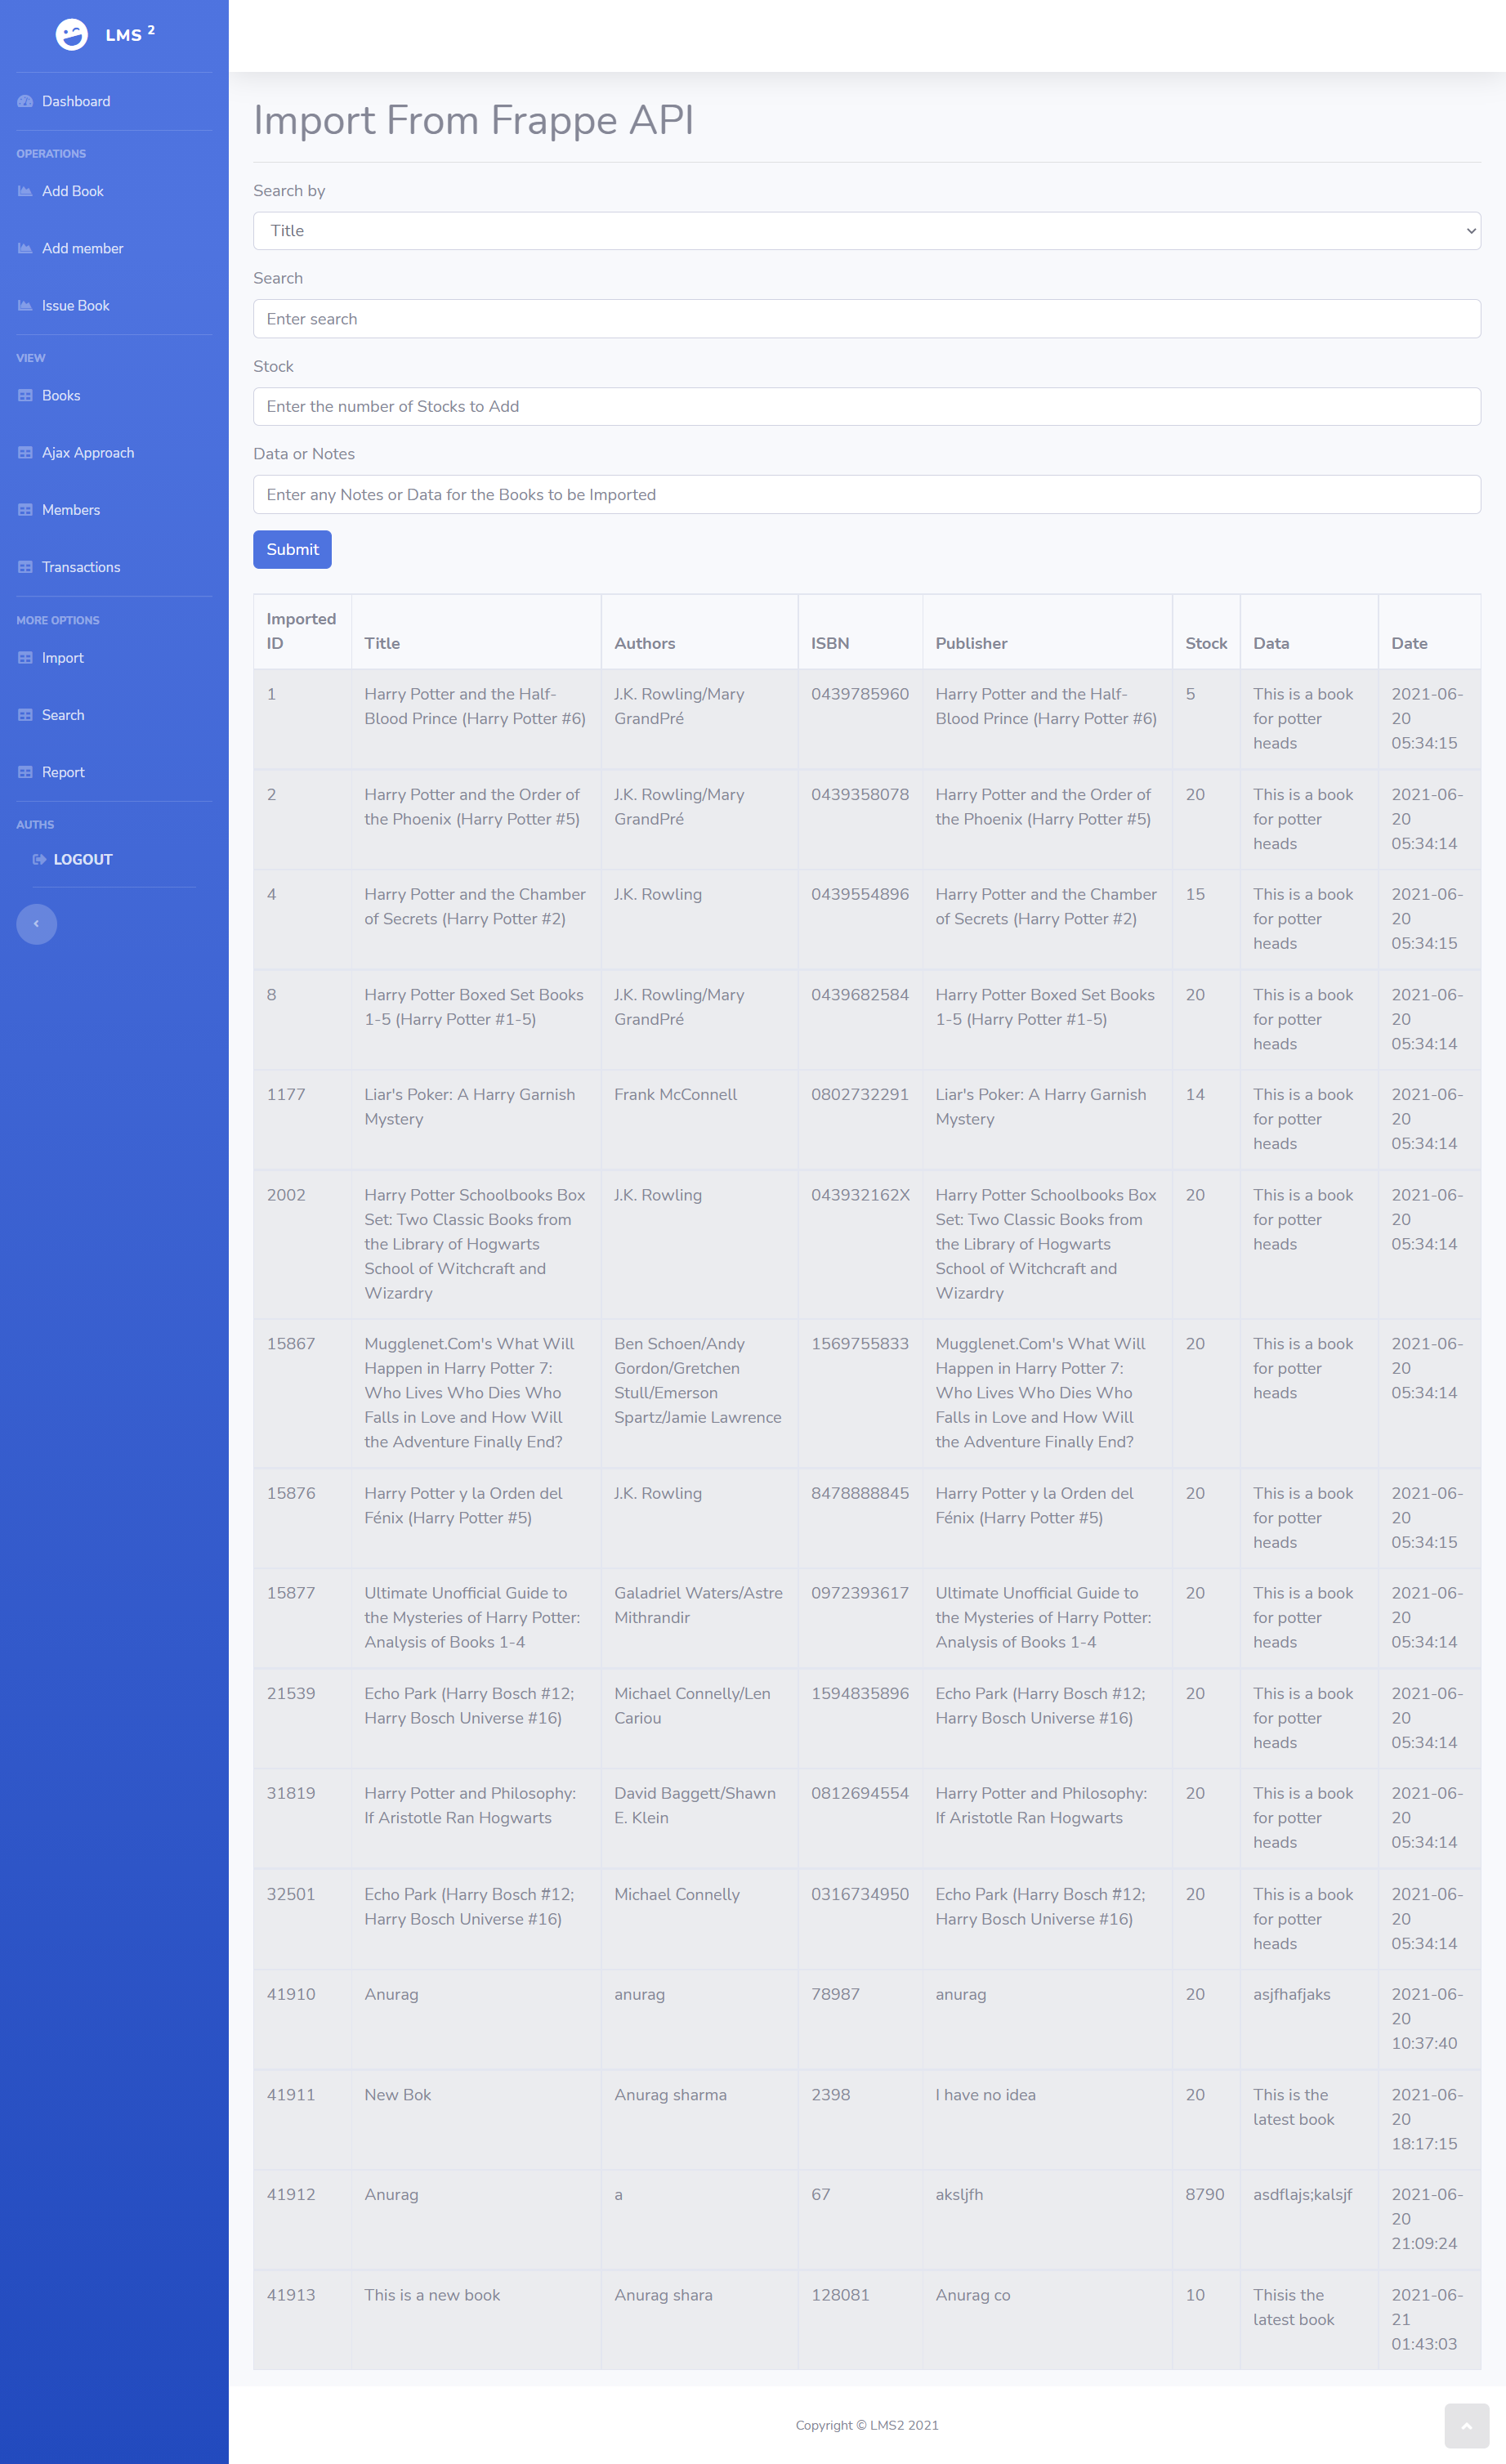 LMS 2
Dashboard
OPERATIONS
Add Book
Add member
Issue Book
VIEW
Books
Ajax Approach
Members
Transactions
MORE OPTIONS
Import
Search
Report
AUTHS
LOGOUT
Import From Frappe API
Search by
Title
Search
Enter search
Stock
Enter the number of Stocks to Add
Data or Notes
Enter any Notes or Data for the Books to be Imported
Submit
Imported
ID Title Authors ISBN Publisher Stock Data Date
1 Harry Potter and the Half- J.K. Rowling/Mary 0439785960 Harry Potter and the Half- 5 This is a book 2021-06-
Blood Prince (Harry Potter #6) GrandPré Blood Prince (Harry Potter #6) for potter 20
heads 05:34:15
2 Harry Potter and the Order of J.K. Rowling/Mary 0439358078 Harry Potter and the Order of 20 This is a book 2021-06-
the Phoenix (Harry Potter #5) GrandPré the Phoenix (Harry Potter #5) for potter 20
heads 05:34:14
4 Harry Potter and the Chamber J.K. Rowling 0439554896 Harry Potter and the Chamber 15 This is a book 2021-06-
of Secrets (Harry Potter #2) of Secrets (Harry Potter #2) for potter 20
heads 05:34:15
8 Harry Potter Boxed Set Books J.K. Rowling/Mary 0439682584 Harry Potter Boxed Set Books 20 This is a book 2021-06-
1-5 (Harry Potter #1-5) GrandPré 1-5 (Harry Potter #1-5) for potter 20
heads 05:34:14
1177 Liar's Poker: A Harry Garnish Frank McConnell 0802732291 Liar's Poker: A Harry Garnish 14 This is a book 2021-06-
Mystery Mystery for potter 20
heads 05:34:14
2002 Harry Potter Schoolbooks Box J.K. Rowling 043932162X Harry Potter Schoolbooks Box 20 This is a book 2021-06-
Set: Two Classic Books from Set: Two Classic Books from for potter 20
the Library of Hogwarts the Library of Hogwarts heads 05:34:14
School of Witchcraft and School of Witchcraft and
Wizardry Wizardry
15867 Mugglenet.Com's What Will Ben Schoen/Andy 1569755833 Mugglenet.Com's What Will 20 This is a book 2021-06-
Happen in Harry Potter 7: Gordon/Gretchen Happen in Harry Potter 7: for potter 20
Who Lives Who Dies Who Stull/Emerson Who Lives Who Dies Who heads 05:34:14
Falls in Love and How Will Spartz/Jamie Lawrence Falls in Love and How Will
the Adventure Finally End? the Adventure Finally End?
15876 Harry Potter y la Orden del J.K. Rowling 8478888845 Harry Potter y la Orden del 20 This is a book 2021-06-
Fénix (Harry Potter #5) Fénix (Harry Potter #5) for potter 20
heads 05:34:15
15877 Ultimate Unofficial Guide to Galadriel Waters/Astre 0972393617 Ultimate Unofficial Guide to 20 This is a book 2021-06-
the Mysteries of Harry Potter: Mithrandir the Mysteries of Harry Potter: for potter 20
Analysis of Books 1-4 Analysis of Books 1-4 heads 05:34:14
21539 Echo Park (Harry Bosch #12; Michael Connelly/Len 1594835896 Echo Park (Harry Bosch #12; 20 This is a book 2021-06-
Harry Bosch Universe #16) Cariou Harry Bosch Universe #16) for potter 20
heads 05:34:14
31819 Harry Potter and Philosophy: David Baggett/Shawn 0812694554 Harry Potter and Philosophy: 20 This is a book 2021-06-
If Aristotle Ran Hogwarts E. Klein If Aristotle Ran Hogwarts for potter 20
heads 05:34:14
32501 Echo Park (Harry Bosch #12; Michael Connelly 0316734950 Echo Park (Harry Bosch #12; 20 This is a book 2021-06-
Harry Bosch Universe #16) Harry Bosch Universe #16) for potter 20
heads 05:34:14
41910 Anurag anurag 78987 anurag 20 asjfhafjaks 2021-06-
20
10:37:40
41911 New Bok Anurag sharma 2398 I have no idea 20 This is the 2021-06-
latest book 20
18:17:15
41912 Anurag a 67 aksljfh 8790 asdflajs;kalsjf 2021-06-
20
21:09:24
41913 This is a new book Anurag shara 128081 Anurag co 10 Thisis the 2021-06-
latest book 21
01:43:03
Copyright © LMS2 2021